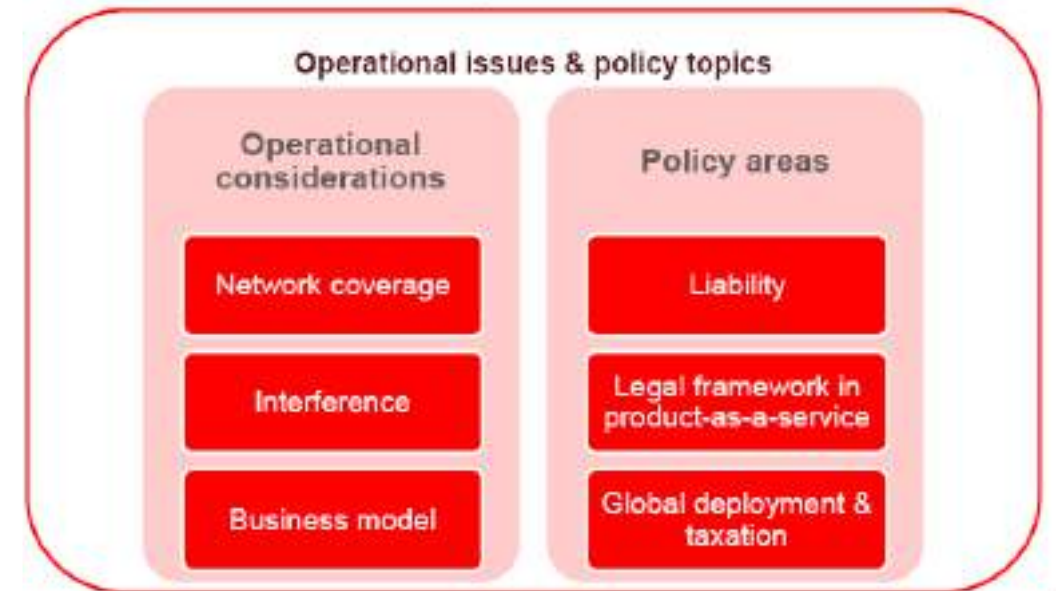 Operational issues & policy topics
Operational
considerations
Network coverage
Interference
Business model
Policy areas
Liability
Legal framework in
product-as-a-service
Global deployment &
taxation